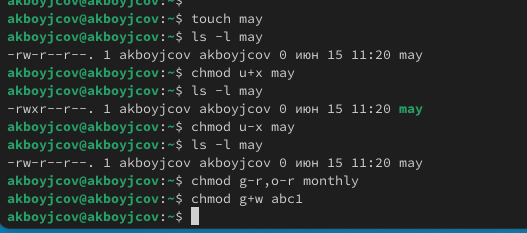 akboyjcov@akboyjcov:~$ touch may
akboyjcov@akboyjcov:~$ ls -l may
-rw-r--r--. 1 akboyjcov akboyjcov 0 июн 15 11:20 may
akboyjcov@akboyjcov:~$ chmod u+x may
akboyjcov@akboyjcov:~$ ls -l may
-rwxr--r--. 1 akboyjcov akboyjcov 0 июн 15 11:20 may
akboyjcov@akboyjcov:~$ chmod u-x may
akboyjcov@akboyjcov:~$ ls -l may
-rw-r--r--. 1 akboyjcov akboyjcov 0 июн 15 11:20 may
akboyjcov@akboyjcov:~$ chmod g-r,o-r monthly
akboyjcov@akboyjcov:~$ chmod g+w abc1
akboyjcov@akboyjcov:~$